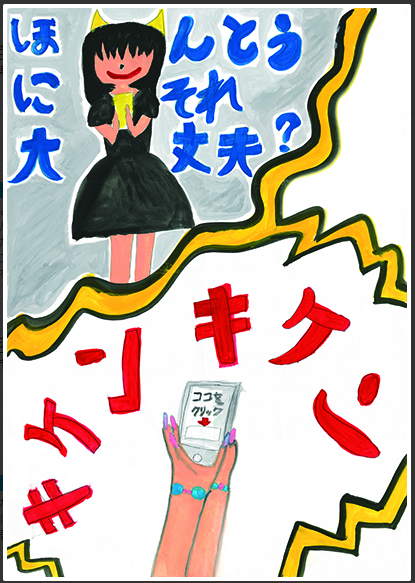 ほんとう
にそれ
大丈夫?
キケンキケン
ココを
クリック